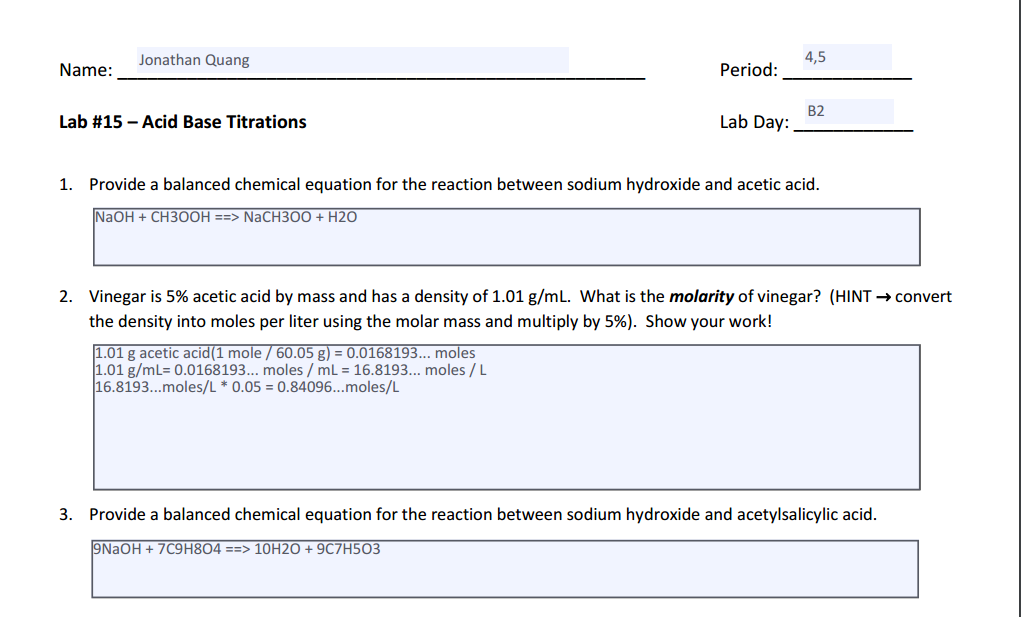 Name: Jonathan Quang
Period: 4,5
Lab #15 – Acid Base Titrations
Lab Day: B2
1. Provide a balanced chemical equation for the reaction between sodium hydroxide and acetic acid.
NaOH + CH3OOH ==> NaCH3OO + H2O
2. Vinegar is 5% acetic acid by mass and has a density of 1.01 g/mL. What is the molarity of vinegar? (HINT → convert
the density into moles per liter using the molar mass and multiply by 5%). Show your work!
1.01 g acetic acid(1 mole / 60.05 g) = 0.0168193... moles
1.01 g/mL= 0.0168193... moles / mL = 16.8193... moles / L
16.8193...moles/L * 0.05 = 0.84096...moles/L
3. Provide a balanced chemical equation for the reaction between sodium hydroxide and acetylsalicylic acid.
9NaOH + 7C9H8O4 ==> 10H2O + 9C7H5O3